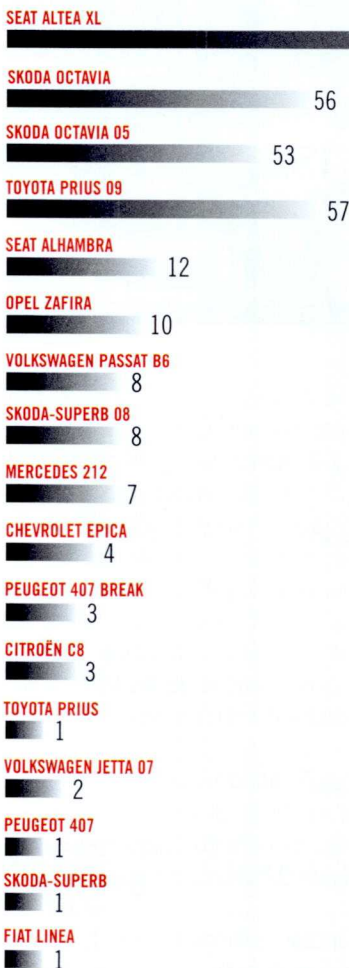 SEAT ALTEA XL
SKODA OCTAVIA
56
SKODA OCTAVIA 05
53
TOYOTA PRIUS 09
57
SEAT ALHAMBRA
12
OPEL ZAFIRA
10
VOLKSWAGEN PASSAT B6
8
SKODA-SUPERB 08
8
MERCEDES 212
7
CHEVROLET EPICA
4
PEUGEOT 407 BREAK
3
CITROËN C8
3
TOYOTA PRIUS
1
VOLKSWAGEN JETTA 07
2
PEUGEOT 407
1
SKODA-SUPERB
1
FIAT LINEA
1